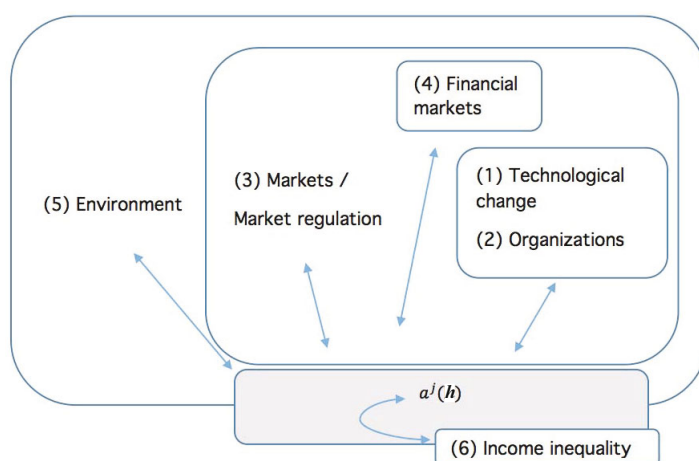 (4) Financial
markets
(1) Technological
change
(3) Markets /
Market regulation
(5) Environment
(2) Organizations
a^j(h)
(6) Income inequality